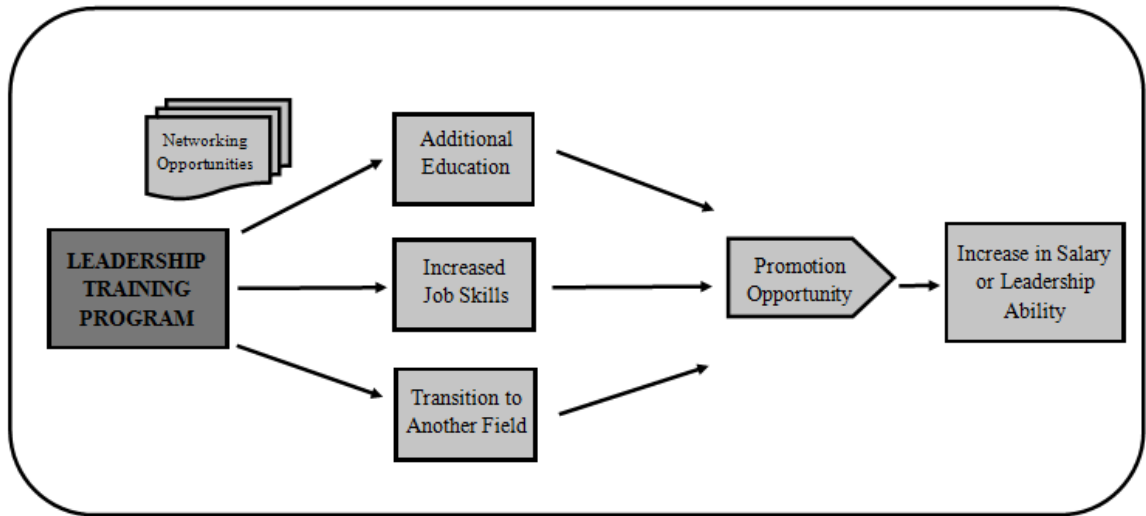 Networking
Opportunities
LEADERSHIP
TRAINING
PROGRAM
Additional
Education
Increased
Job Skills
Transition to
Another Field
Promotion
Opportunity
Increase in Salary
or Leadership
Ability